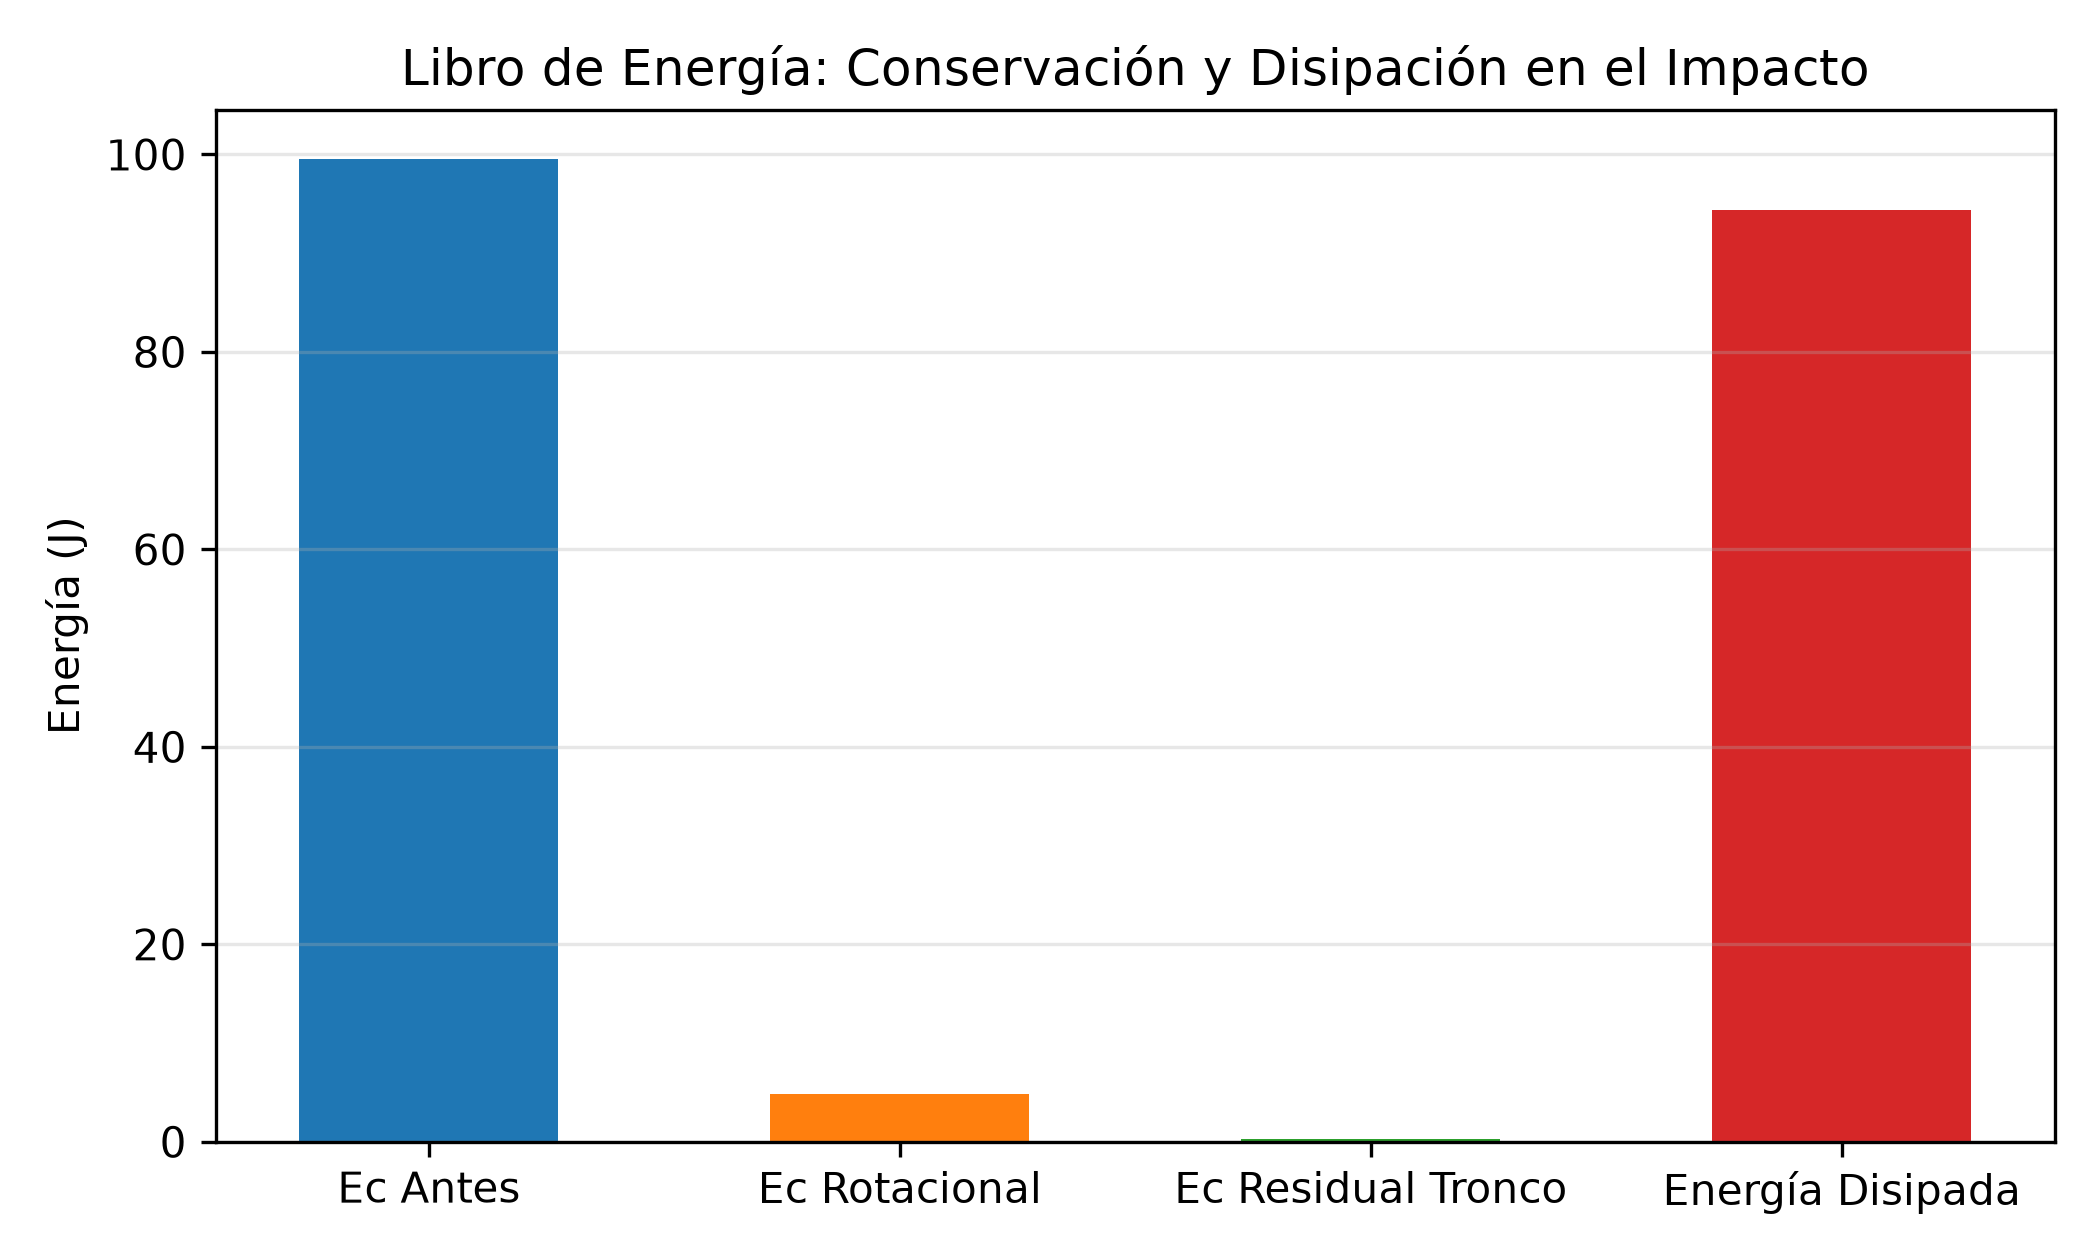 Libro de Energía: Conservación y Disipación en el Impacto
Energía (J)
100
80
60
40
20
0
Ec Antes
Ec Rotacional
Ec Residual Tronco
Energía Disipada